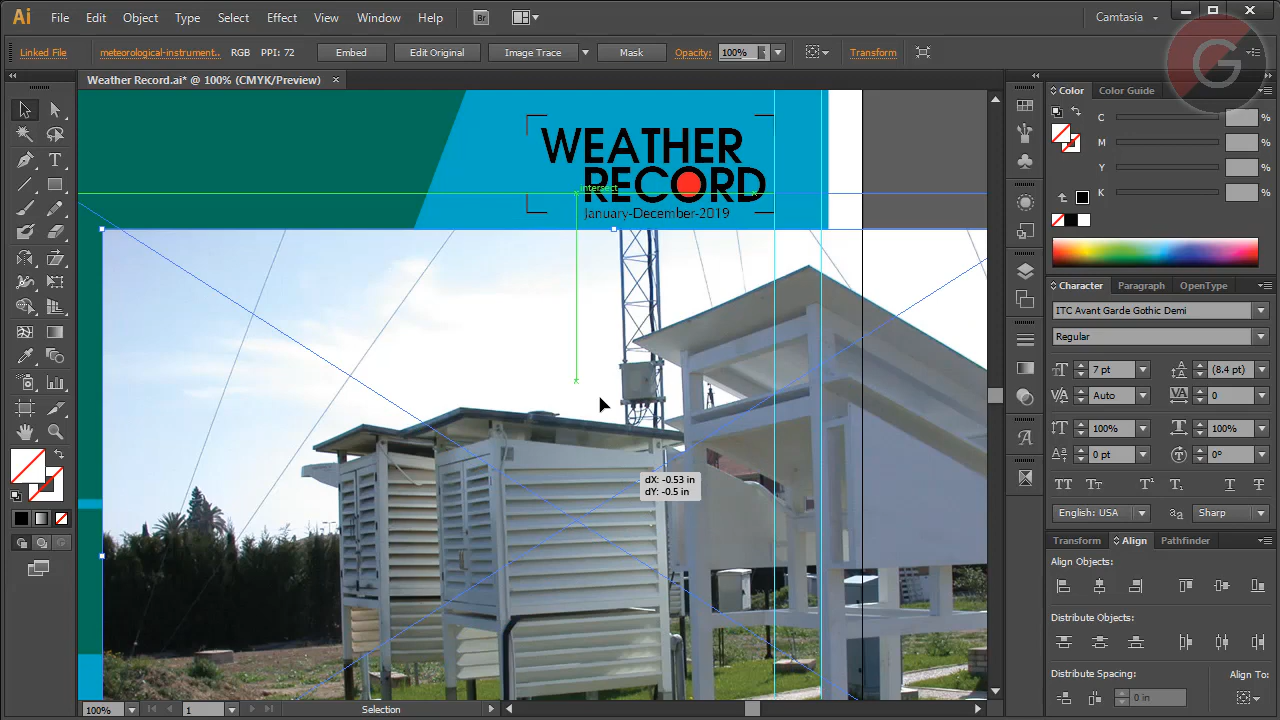 Ai File Edit Object Type Select Effect View Window Help Br Camtasia
Linked File meteorological-instrument.. RGB PPI: 72 Embed Edit Original Image Trace Mask Opacity: 100% Transform
Weather Record.ai* @ 100% (CMYK/Preview) ×
WEATHER
RECORD
intersect
January-December-2019
dX: -0.53 in
dY: -0.5 in
Color Color Guide
C
M
Y
K
Character Paragraph OpenType
ITC Avant Garde Gothic Demi
Regular
7 pt (8.4 pt)
Auto 0
100% 100%
0 pt 0°
English: USA Sharp
Transform Align Pathfinder
Align Objects:
Distribute Objects:
Distribute Spacing: Align To:
0 in
100% 1 Selection